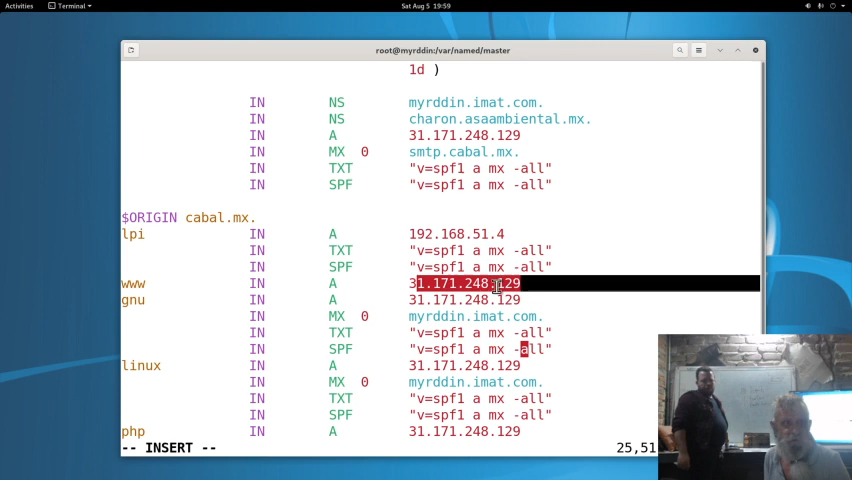 Activities Terminal Sat Aug 5 19:59
root@myrddin:/var/named/master
1d )
IN NS myrddin.imat.com.
IN NS charon.asaambiental.mx.
IN A 31.171.248.129
IN MX 0 smtp.cabal.mx.
IN TXT "v=spf1 a mx -all"
IN SPF "v=spf1 a mx -all"
$ORIGIN cabal.mx.
lpi IN A 192.168.51.4
IN TXT "v=spf1 a mx -all"
IN SPF "v=spf1 a mx -all"
www IN A 31.171.248.129
gnu IN A 31.171.248.129
IN MX 0 myrddin.imat.com.
IN TXT "v=spf1 a mx -all"
IN SPF "v=spf1 a mx -all"
linux IN A 31.171.248.129
IN MX 0 myrddin.imat.com.
IN TXT "v=spf1 a mx -all"
IN SPF "v=spf1 a mx -all"
php IN A 31.171.248.129
-- INSERT -- 25,51